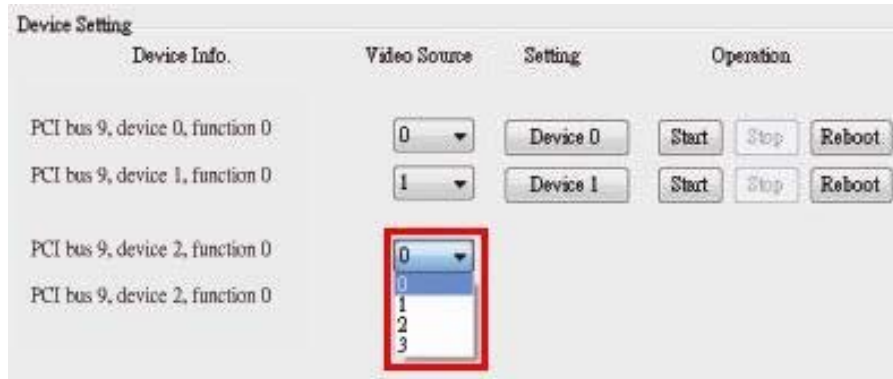 Device Setting
Device Info. Video Source Setting Operation
PCI bus 9, device 0, function 0 0 Device 0 Start Stop Reboot
PCI bus 9, device 1, function 0 1 Device 1 Start Stop Reboot
PCI bus 9, device 2, function 0 0
0
PCI bus 9, device 2, function 0 1
2
3